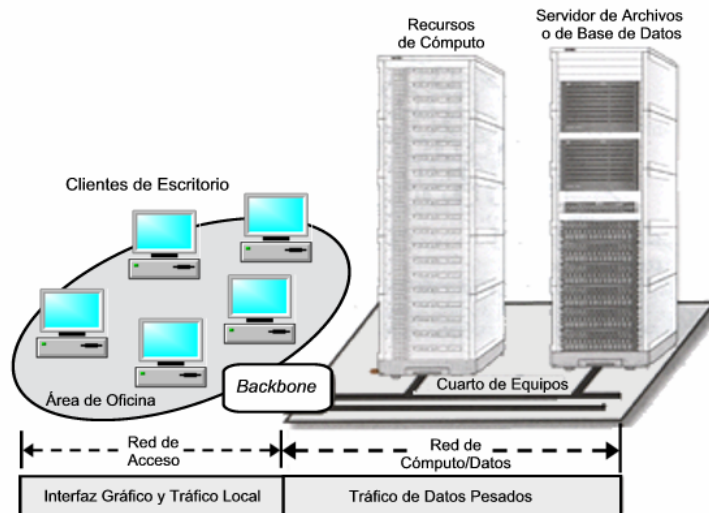 Recursos
de Cómputo
Servidor de Archivos
o de Base de Datos
Clientes de Escritorio
Área de Oficina
Backbone
Cuarto de Equipos
Red de
Acceso
Red de
Cómputo/Datos
Interfaz Gráfico y Tráfico Local
Tráfico de Datos Pesados